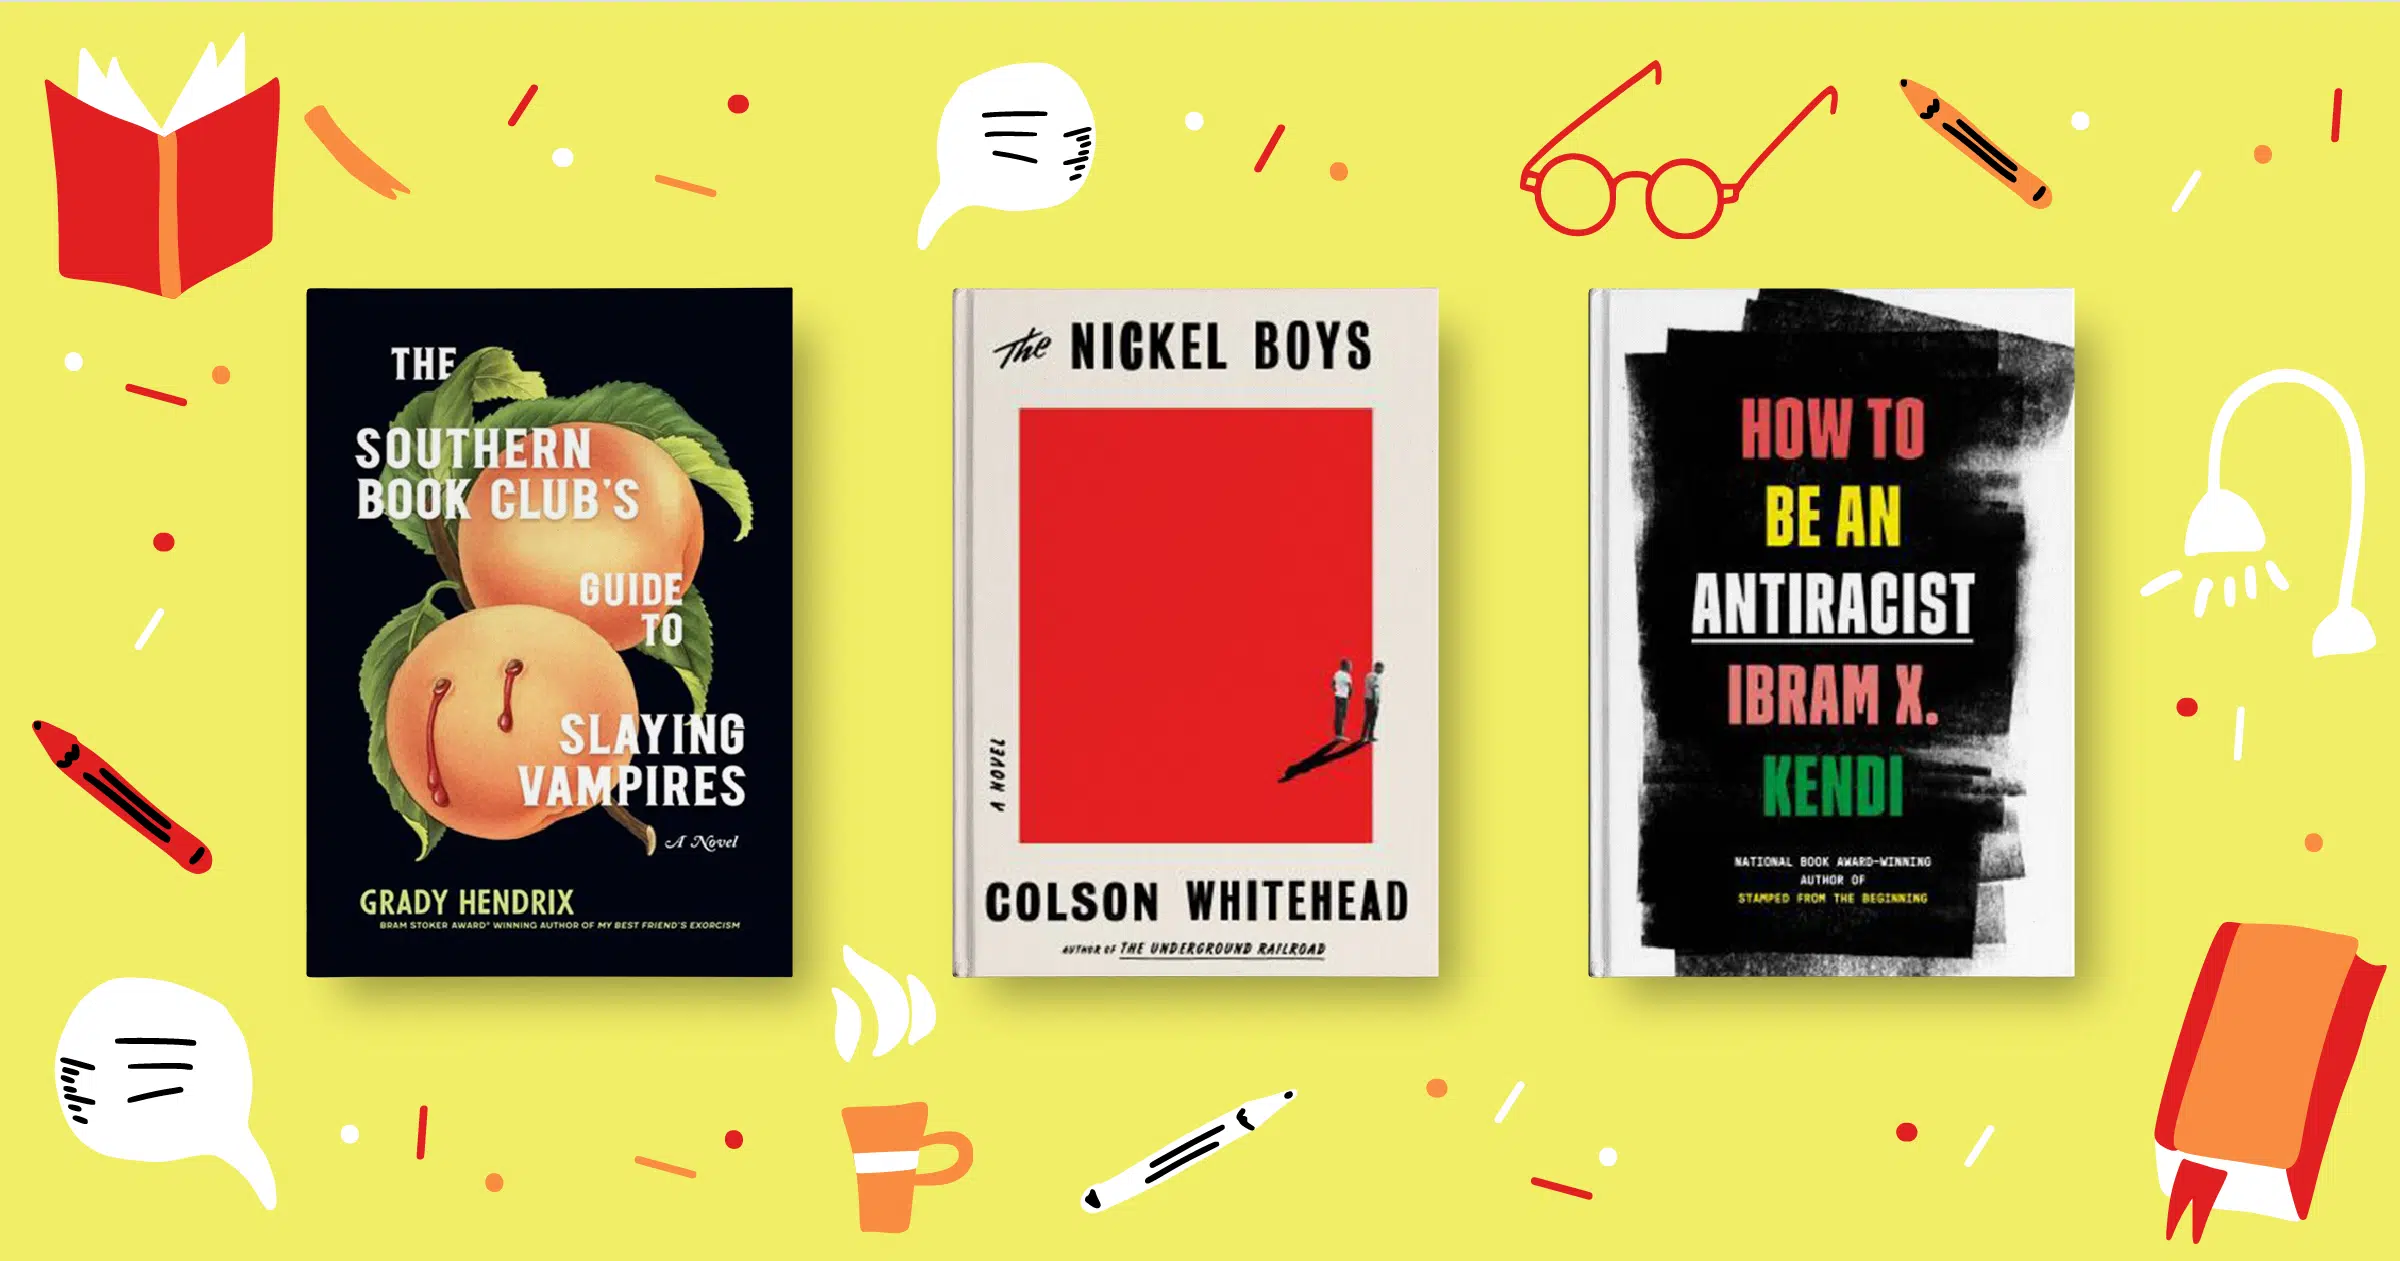 THE
SOUTHERN
BOOK CLUB'S
GUIDE
TO
SLAYING
VAMPIRES
A Novel
GRADY HENDRIX
BRAM STOKER AWARD® WINNING AUTHOR OF MY BEST FRIEND'S EXORCISM
The NICKEL BOYS
A NOVEL
COLSON WHITEHEAD
AUTHOR OF THE UNDERGROUND RAILROAD
HOW TO
BE AN
ANTIRACIST
IBRAM X.
KENDI
NATIONAL BOOK AWARD-WINNING
AUTHOR OF
STAMPED FROM THE BEGINNING